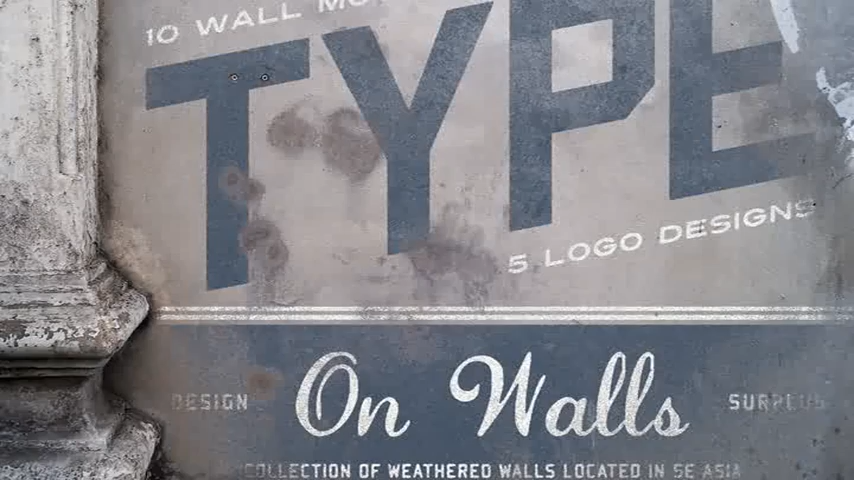 10 WALL
TYPE
5 LOGO DESIGNS
DESIGN On Walls SURPLUS
COLLECTION OF WEATHERED WALLS LOCATED IN SE ASIA